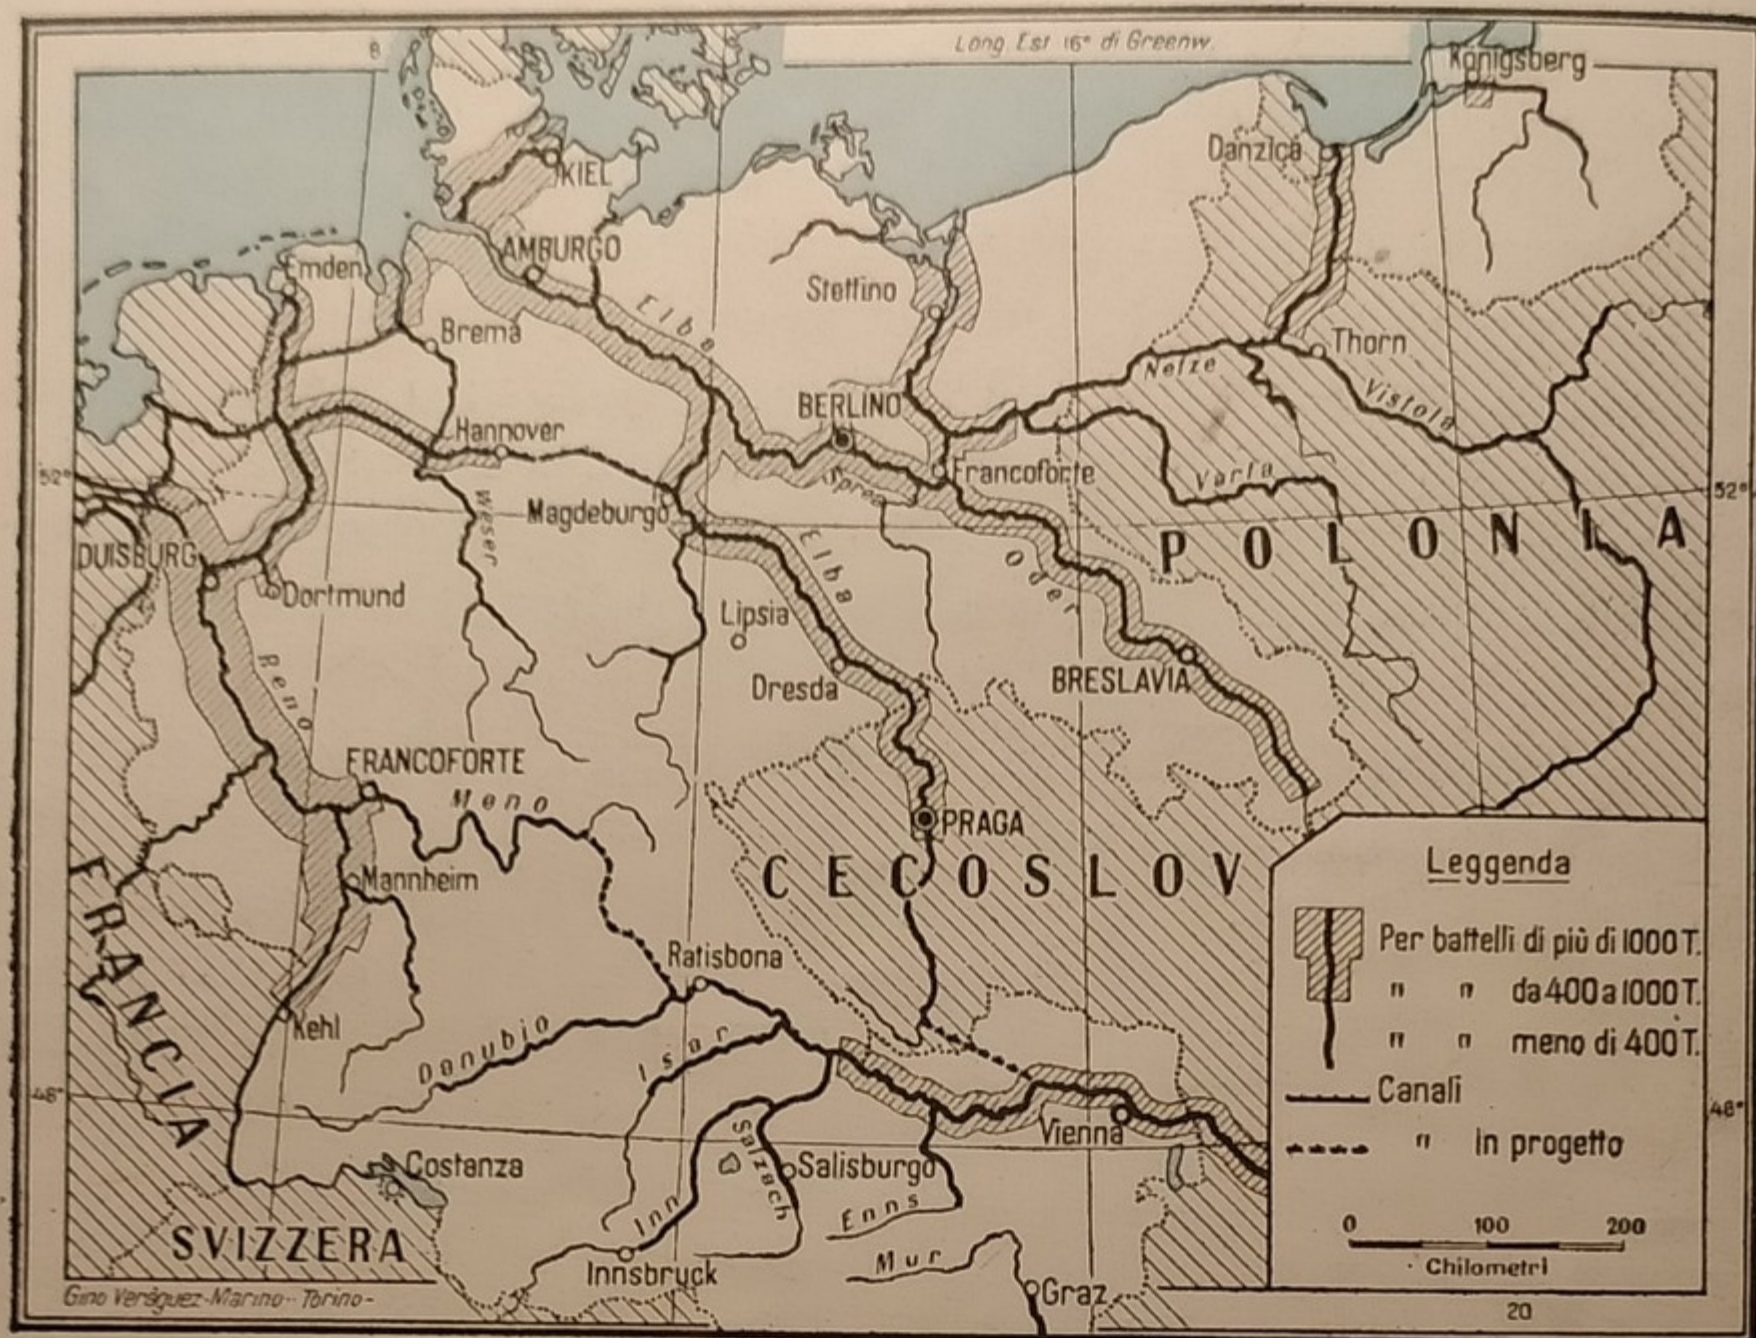 8
Long. Est 16° di Greenw.
Königsberg
Danzica
KIEL
AMBURGO
Emden
Stettino
Elba
Brema
Thorn
Netze
Vistola
BERLINO
Hannover
Francoforte
52°
Sprea
Varta
52°
Weser
Magdeburgo
POLONIA
DUISBURG
Elba
Oder
Dortmund
Lipsia
Reno
Dresda
BRESLAVIA
FRANCOFORTE
Meno
PRAGA
CECOSLOV
Mannheim
FRANCIA
Ratisbona
Kehl
Danubio
Isar
48°
Vienna
48°
Costanza
Salzach
Salisburgo
Inn
Enns
SVIZZERA
Mur
Innsbruck
Graz
Leggenda
Per battelli di più di 1000 T.
" " da 400 a 1000 T.
" " meno di 400 T.
Canali
" in progetto
0 100 200
Chilometri
Gino Veráguez-Marino-Torino-
20